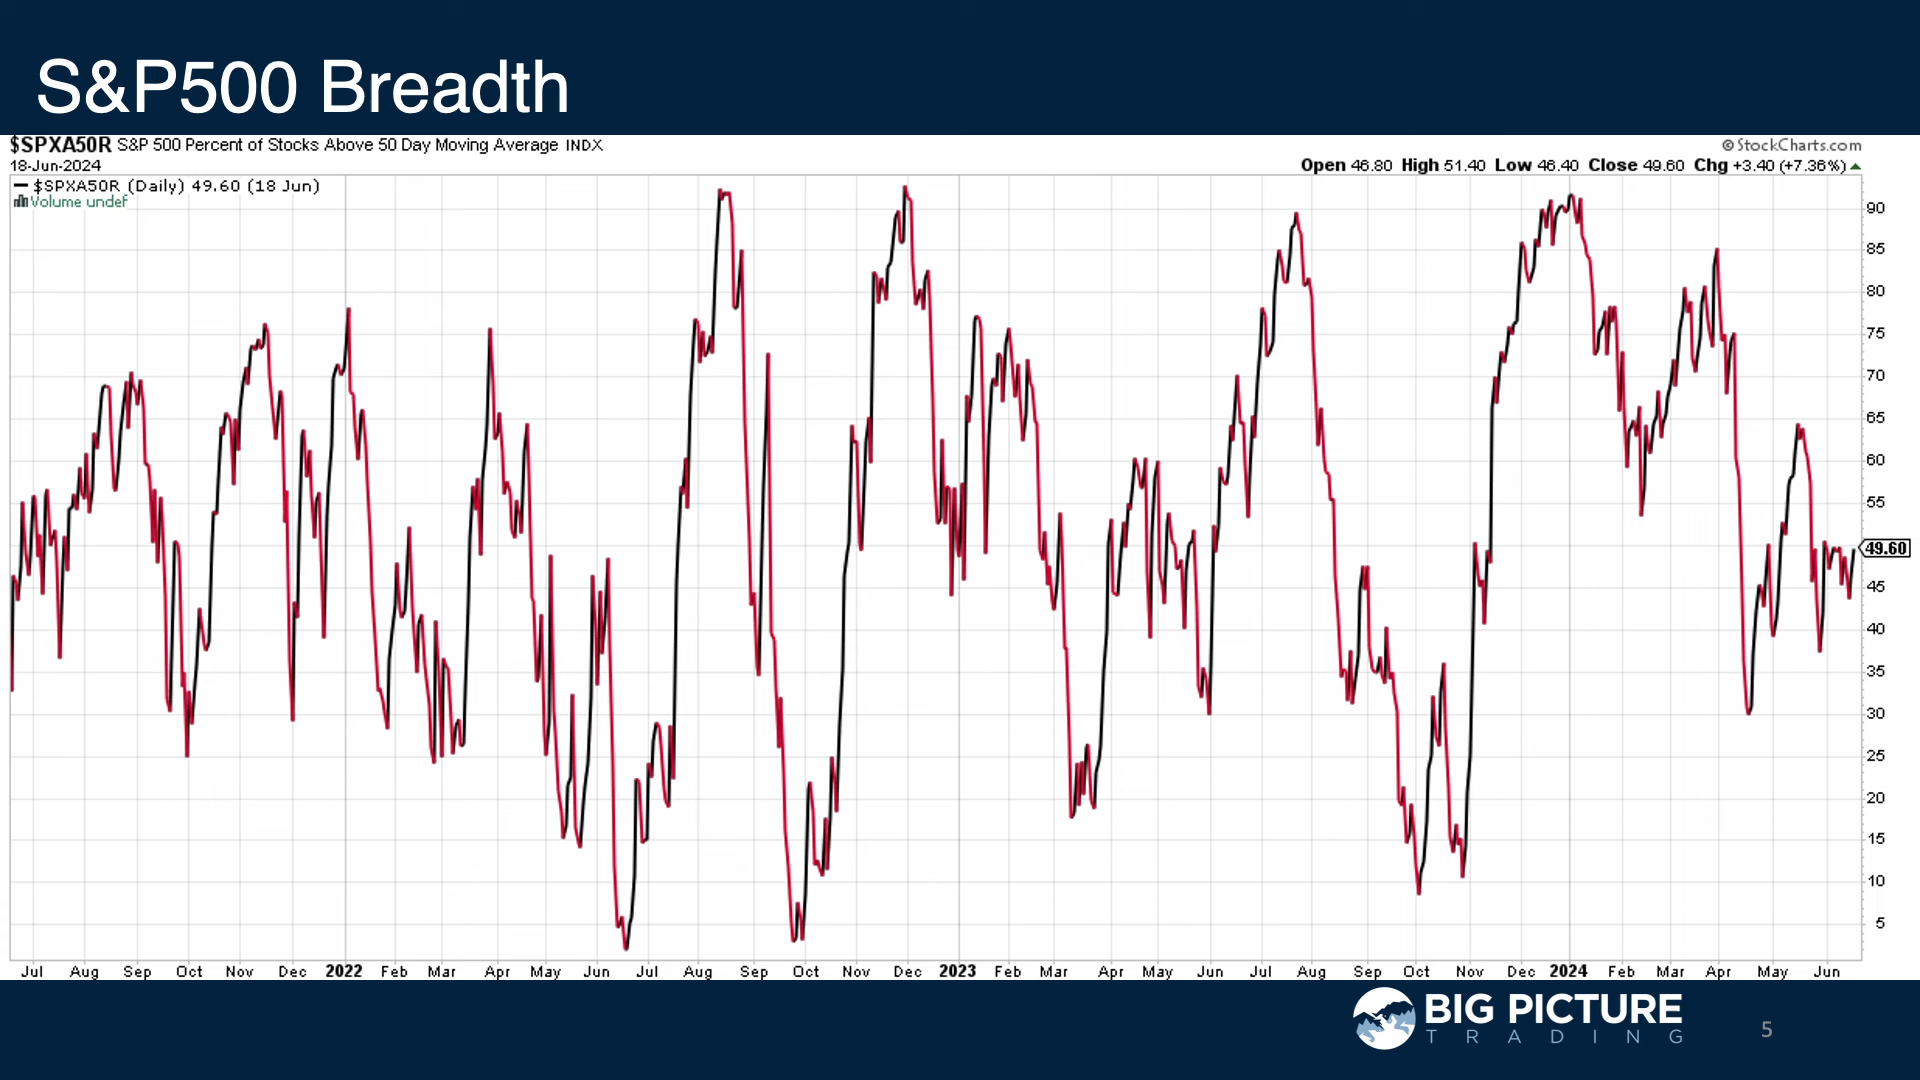 S&P500 Breadth
$SPXA50R S&P 500 Percent of Stocks Above 50 Day Moving Average INDX
© StockCharts.com
18-Jun-2024
Open 46.80 High 51.40 Low 46.40 Close 49.60 Chg +3.40 (+7.36%)
$SPXA50R (Daily) 49.60 (18 Jun)
Volume undef
90
85
80
75
70
65
60
55
49.60
45
40
35
30
25
20
15
10
5
Jul Aug Sep Oct Nov Dec 2022 Feb Mar Apr May Jun Jul Aug Sep Oct Nov Dec 2023 Feb Mar Apr May Jun Jul Aug Sep Oct Nov Dec 2024 Feb Mar Apr May Jun
BIG PICTURE
TRADING
5